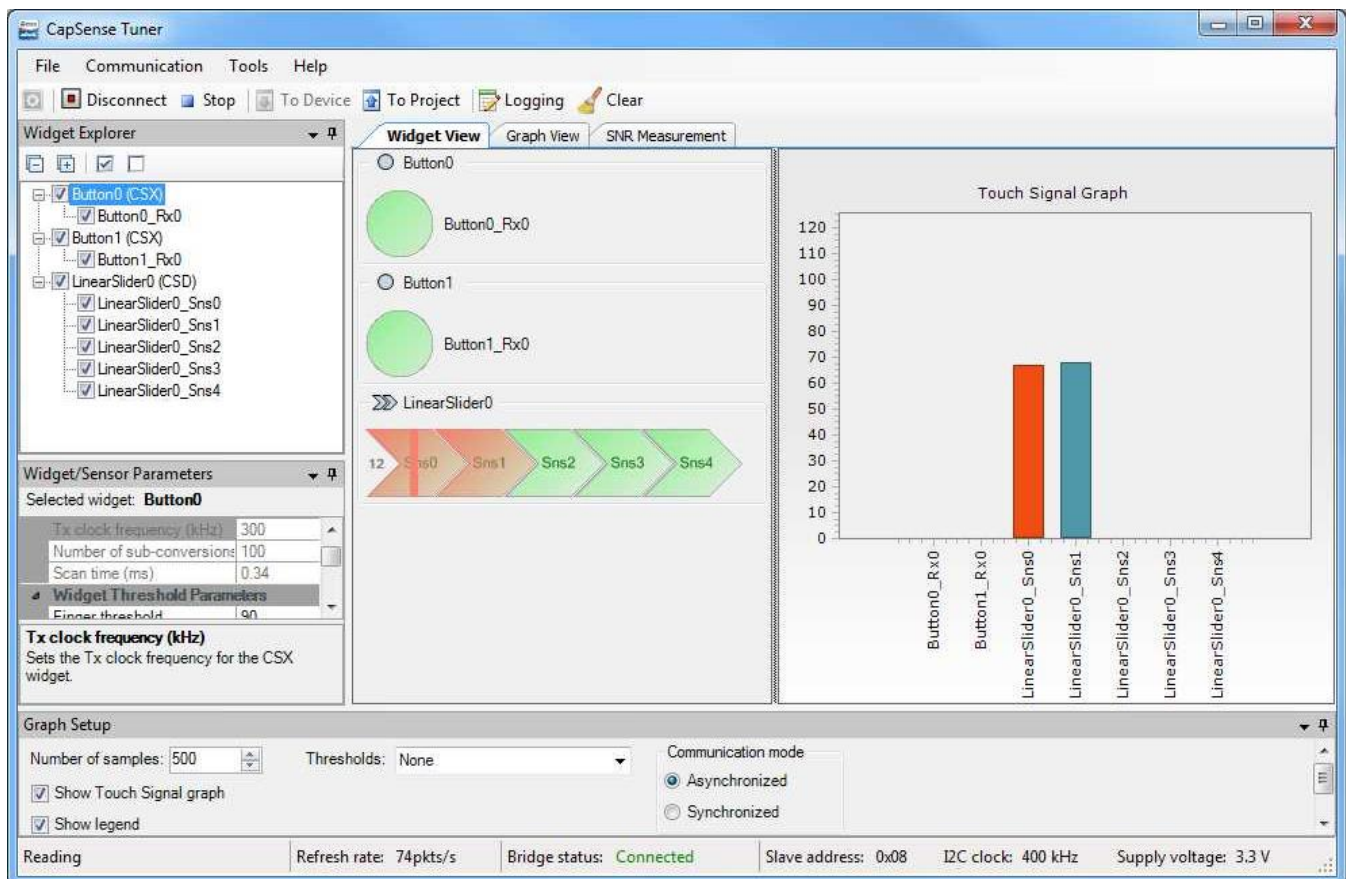 CapSense Tuner
File Communication Tools Help
Disconnect Stop To Device To Project Logging Clear
Widget Explorer
Button0 (CSX)
Button0_Rx0
Button1 (CSX)
Button1_Rx0
LinearSlider0 (CSD)
LinearSlider0_Sns0
LinearSlider0_Sns1
LinearSlider0_Sns2
LinearSlider0_Sns3
LinearSlider0_Sns4
Widget/Sensor Parameters
Selected widget: Button0
Tx clock frequency (kHz) 300
Number of sub-conversions 100
Scan time (ms) 0.34
Widget Threshold Parameters
Finger threshold 90
Tx clock frequency (kHz)
Sets the Tx clock frequency for the CSX
widget.
Widget View Graph View SNR Measurement
Button0
Button0_Rx0
Button1
Button1_Rx0
LinearSlider0
12 Sns0 Sns1 Sns2 Sns3 Sns4
Touch Signal Graph
120
110
100
90
80
70
60
50
40
30
20
10
0
Button0_Rx0
Button1_Rx0
LinearSlider0_Sns0
LinearSlider0_Sns1
LinearSlider0_Sns2
LinearSlider0_Sns3
LinearSlider0_Sns4
Graph Setup
Number of samples: 500 Thresholds: None
Show Touch Signal graph
Show legend
Communication mode
Asynchronized
Synchronized
Reading Refresh rate: 74pkts/s Bridge status: Connected Slave address: 0x08 I2C clock: 400 kHz Supply voltage: 3.3 V